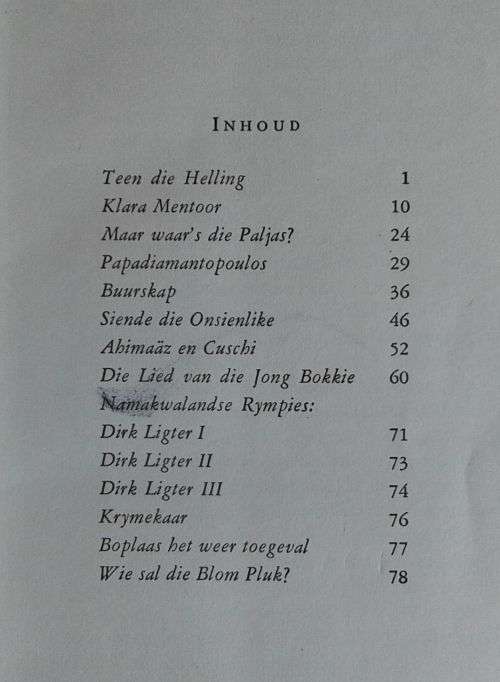 INHOUD
Teen die Helling 1
Klara Mentoor 10
Maar waar's die Paljas? 24
Papadiamantopoulos 29
Buurskap 36
Siende die Onsienlike 46
Ahimaäz en Cuschi 52
Die Lied van die Jong Bokkie 60
Namakwalandse Rympies:
Dirk Ligter I 71
Dirk Ligter II 73
Dirk Ligter III 74
Krymekaar 76
Boplaas het weer toegeval 77
Wie sal die Blom Pluk? 78